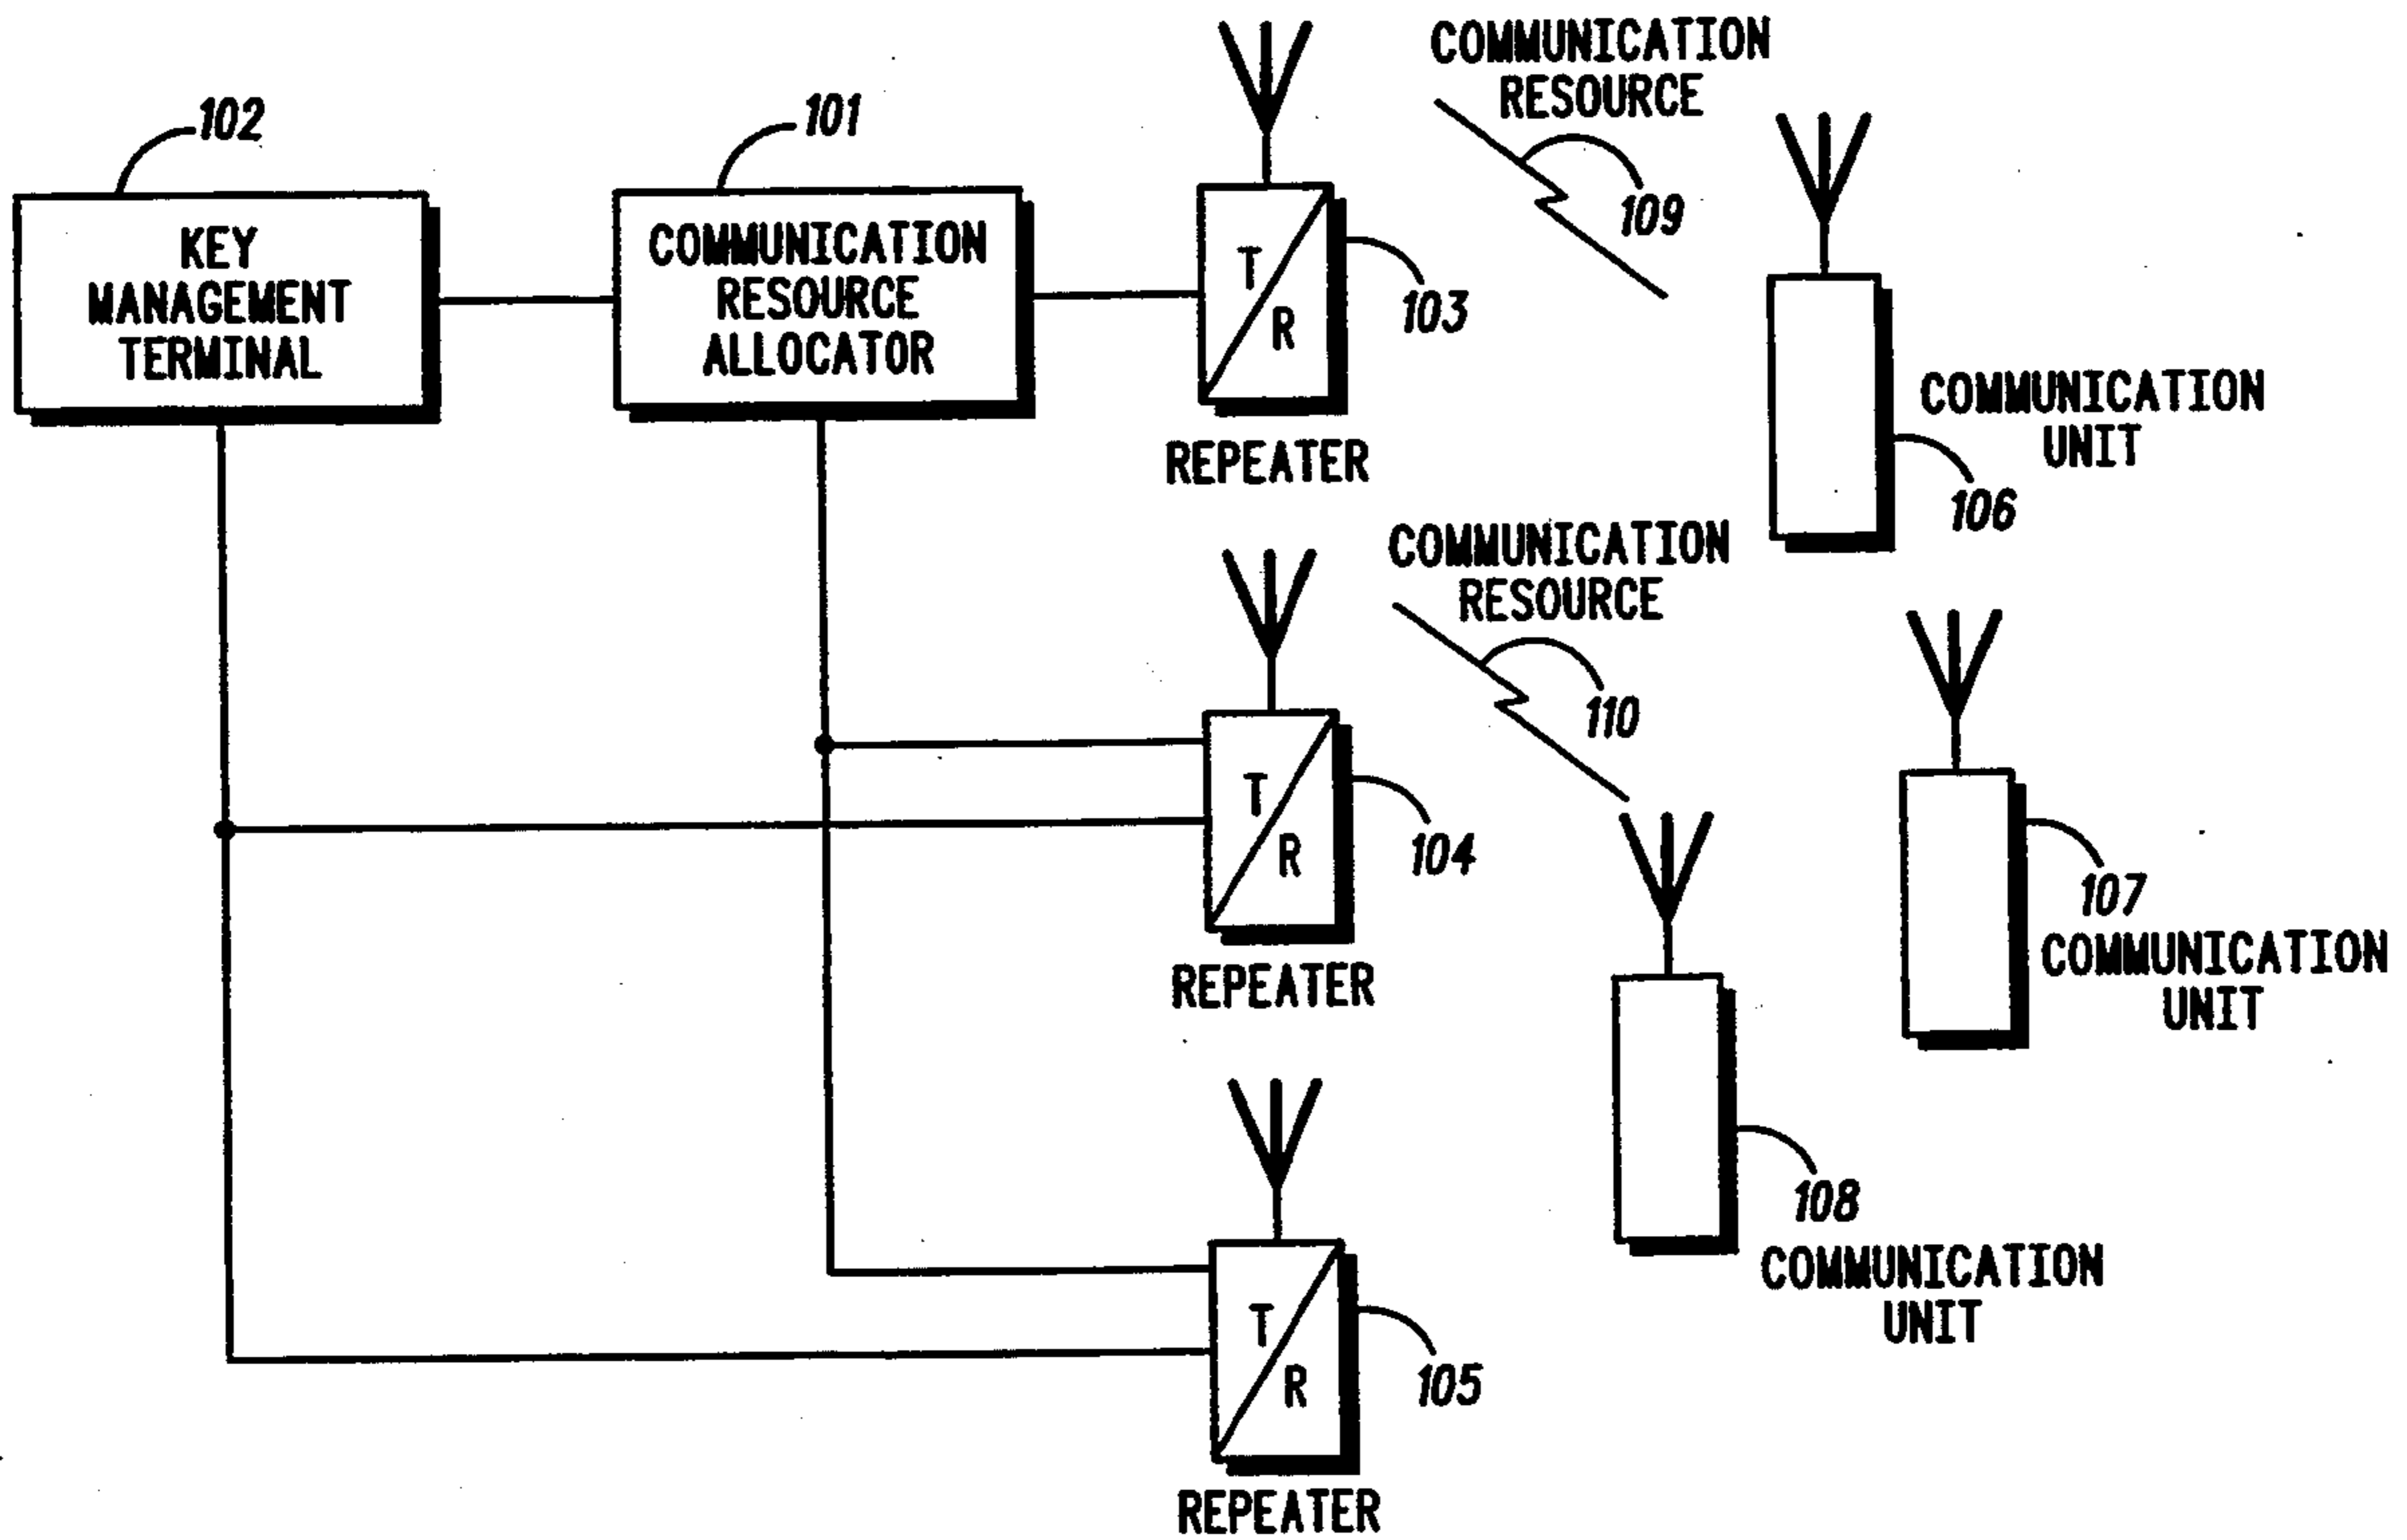 102
KEY
MANAGEMENT
TERMINAL
101
COMMUNICATION
RESOURCE
ALLOCATOR
T
R
103
REPEATER
COMMUNICATION
RESOURCE
109
COMMUNICATION
UNIT
106
T
R
104
REPEATER
COMMUNICATION
RESOURCE
110
107
COMMUNICATION
UNIT
108
COMMUNICATION
UNIT
T
R
105
REPEATER